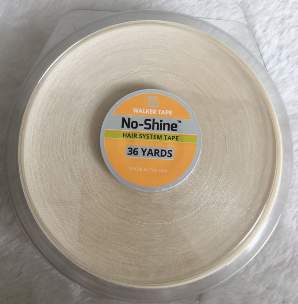 WALKER TAPE
No-Shine™
HAIR SYSTEM TAPE
36 YARDS
MADE IN THE USA